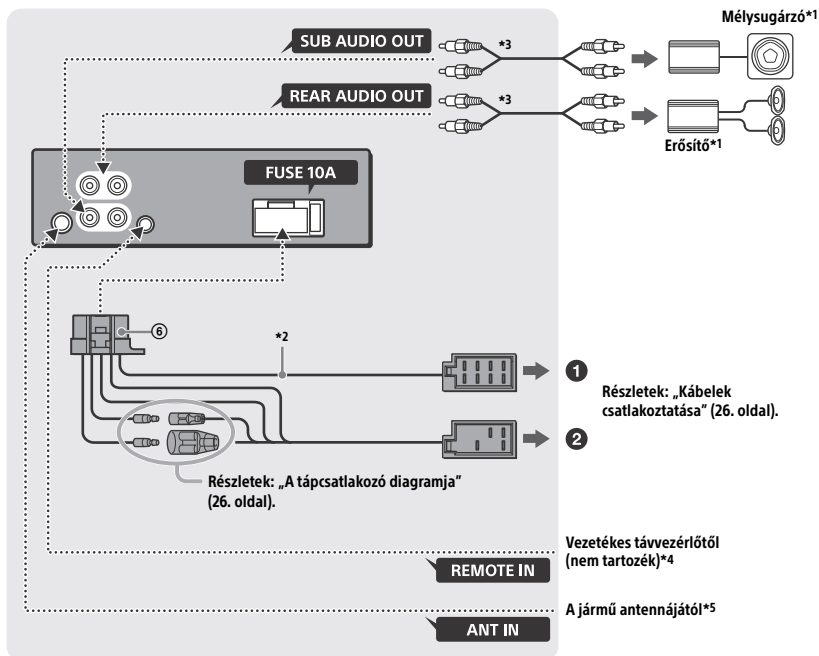 Mélysugárzó*1
SUB AUDIO OUT
*3
REAR AUDIO OUT
*3
Erősítő*1
FUSE 10A
⑥
*2
❶
Részletek: „Kábelek
csatlakoztatása” (26. oldal).
❷
Részletek: „A tápcsatlakozó diagramja”
(26. oldal).
Vezetékes távvezérlőtől
(nem tartozék)*4
REMOTE IN
A jármű antennájától*5
ANT IN